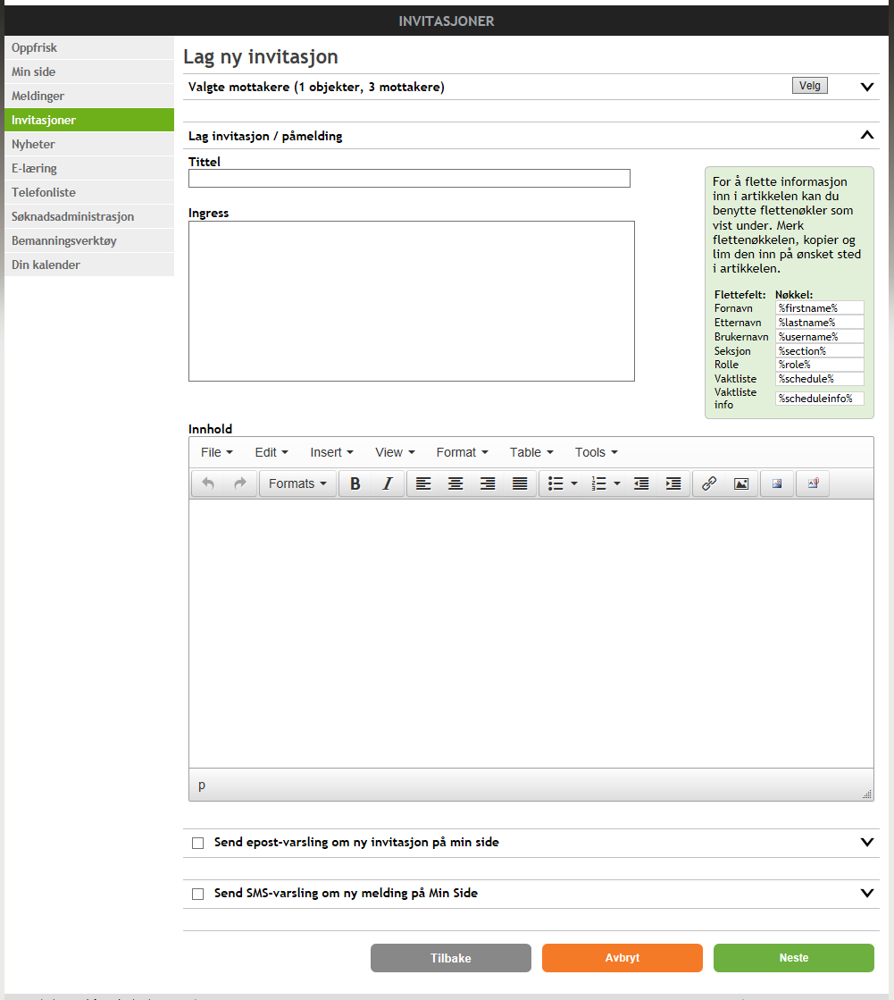 INVITASJONER
Oppfrisk
Min side
Meldinger
Invitasjoner
Nyheter
E-læring
Telefonliste
Søknadsadministrasjon
Bemanningsverktøy
Din kalender
Lag ny invitasjon
Valgte mottakere (1 objekter, 3 mottakere)
Velg
Lag invitasjon / påmelding
Tittel
Ingress
For å flette informasjon
inn i artikkelen kan du
benytte flettenøkler som
vist under. Merk
flettenøkkelen, kopier og
lim den inn på ønsket sted
i artikkelen.
Flettefelt: Nøkkel:
Fornavn %firstname%
Etternavn %lastname%
Brukernavn %username%
Seksjon %section%
Rolle %role%
Vaktliste %schedule%
Vaktliste
info %scheduleinfo%
Innhold
File Edit Insert View Format Table Tools
Formats B I
p
Send epost-varsling om ny invitasjon på min side
Send SMS-varsling om ny melding på Min Side
Tilbake Avbryt Neste